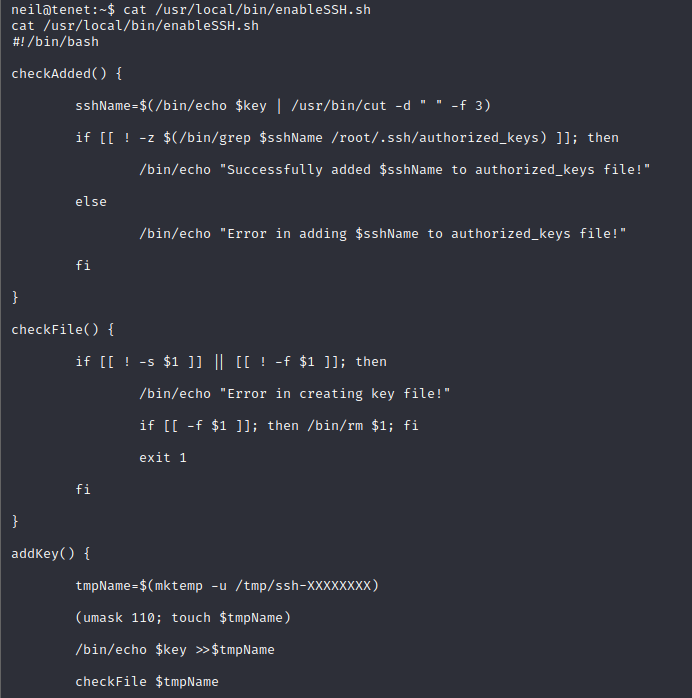 neil@tenet:~$ cat /usr/local/bin/enableSSH.sh
cat /usr/local/bin/enableSSH.sh
#!/bin/bash
checkAdded() {
sshName=$(/bin/echo $key | /usr/bin/cut -d " " -f 3)
if [[ ! -z $(/bin/grep $sshName /root/.ssh/authorized_keys) ]]; then
/bin/echo "Successfully added $sshName to authorized_keys file!"
else
/bin/echo "Error in adding $sshName to authorized_keys file!"
fi
}
checkFile() {
if [[ ! -s $1 ]] || [[ ! -f $1 ]]; then
/bin/echo "Error in creating key file!"
if [[ -f $1 ]]; then /bin/rm $1; fi
exit 1
fi
}
addKey() {
tmpName=$(mktemp -u /tmp/ssh-XXXXXXXX)
(umask 110; touch $tmpName)
/bin/echo $key >>$tmpName
checkFile $tmpName